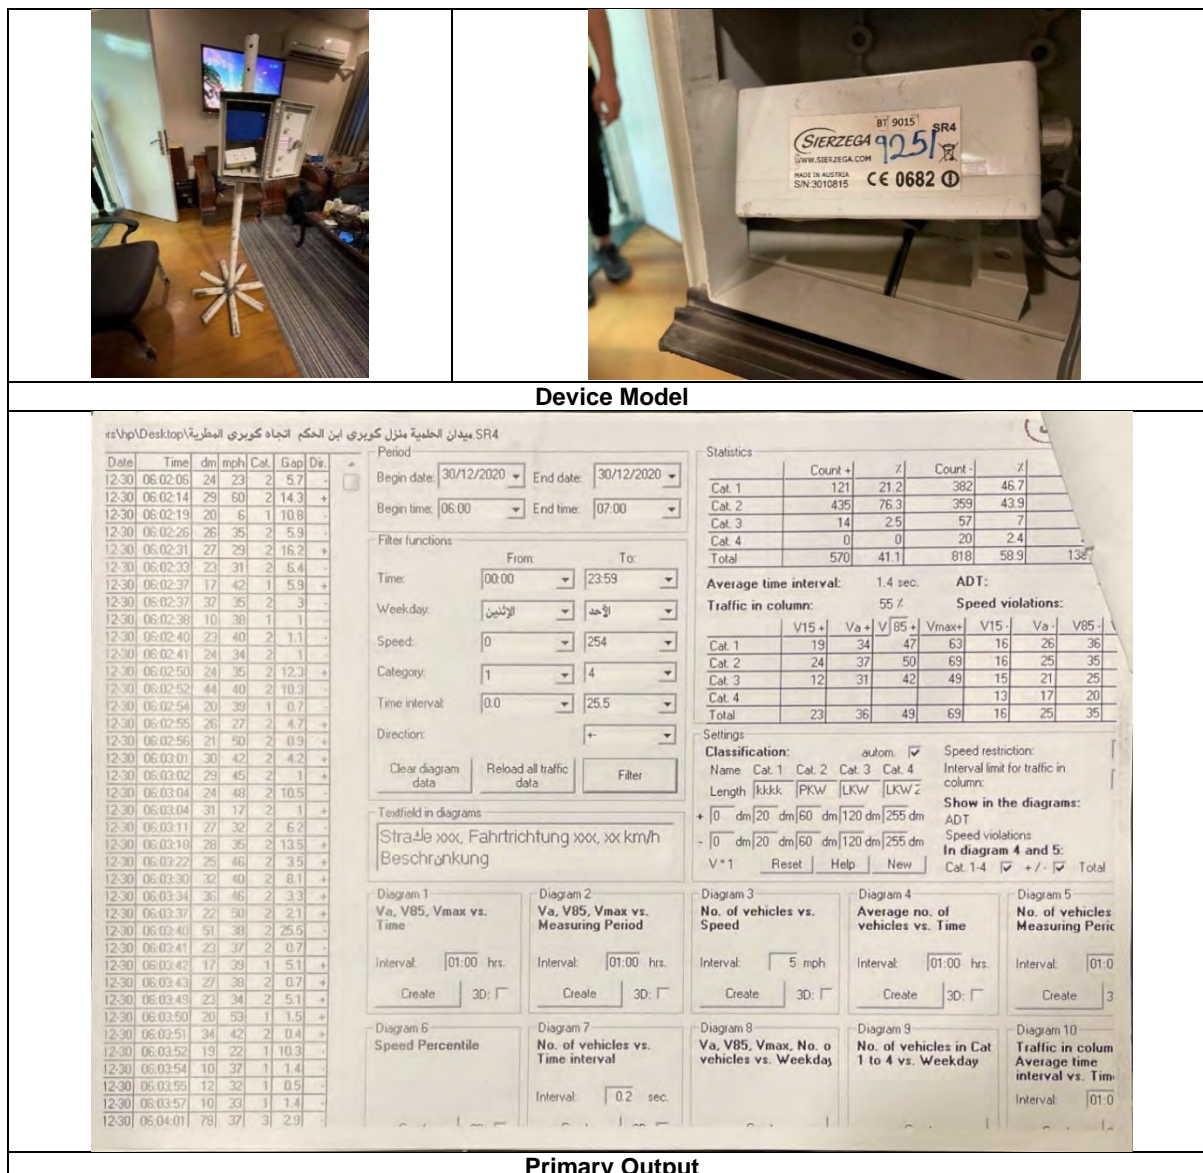 BT 9015
SR4
SIERZEGA 9251
WWW.SIERZEGA.COM
MADE IN AUSTRIA
S/N:3010815
CE 0682
Device Model
rs\hp\Desktop\ميدان الحلمية منزل كوبرى ابن الحكم اتجاه كوبرى المطرية.SR4
Date Time dm mph Cat. Gap Dir.
12-30 06:02:06 24 23 2 5.7 -
12-30 06:02:14 29 60 2 14.3 +
12-30 06:02:19 20 6 1 10.8 -
12-30 06:02:26 26 35 2 5.9 -
12-30 06:02:31 27 29 2 16.2 +
12-30 06:02:33 23 31 2 6.4 -
12-30 06:02:37 17 42 1 5.9 +
12-30 06:02:37 37 35 2 3 -
12-30 06:02:38 10 38 1 1 -
12-30 06:02:40 23 40 2 1.1 -
12-30 06:02:41 24 34 2 1 -
12-30 06:02:50 24 35 2 12.3 +
12-30 06:02:52 44 40 2 10.3 -
12-30 06:02:54 20 39 1 0.7 -
12-30 06:02:55 26 27 2 4.7 +
12-30 06:02:56 21 50 2 0.9 +
12-30 06:03:01 30 42 2 4.2 +
12-30 06:03:02 29 45 2 1 +
12-30 06:03:04 24 48 2 10.5 -
12-30 06:03:04 31 17 2 1 +
12-30 06:03:11 27 32 2 6.2 -
12-30 06:03:18 28 35 2 13.5 +
12-30 06:03:22 25 46 2 3.5 +
12-30 06:03:30 32 40 2 8.1 +
12-30 06:03:34 36 46 2 3.3 +
12-30 06:03:37 22 50 2 2.1 +
12-30 06:03:40 51 38 2 25.5 -
12-30 06:03:41 23 37 2 0.7 -
12-30 06:03:42 17 39 1 5.1 +
12-30 06:03:43 27 38 2 0.7 +
12-30 06:03:49 23 34 2 5.1 +
12-30 06:03:50 20 53 1 1.5 +
12-30 06:03:51 34 42 2 0.4 +
12-30 06:03:52 19 22 1 10.3 -
12-30 06:03:54 10 37 1 1.4 -
12-30 06:03:55 12 32 1 0.5 -
12-30 06:03:57 10 33 1 1.4 -
12-30 06:04:01 78 37 3 2.9 -
Period
Begin date: 30/12/2020 End date: 30/12/2020
Begin time: 06:00 End time: 07:00
Filter functions
From: To:
Time: 00:00 23:59
Weekday: الإثنين الأحد
Speed: 0 254
Category: 1 4
Time interval: 0.0 25.5
Direction: +-
Clear diagram data
Reload all traffic data
Filter
Textfield in diagrams
Fahrtrichtung xxx, xx km/h
Statistics
Count + % Count - %
Cat. 1 121 21.2 382 46.7
Cat. 2 435 76.3 359 43.9
Cat. 3 14 2.5 57 7
Cat. 4 0 0 20 2.4
Total 570 41.1 818 58.9
Average time interval: 1.4 sec. ADT:
Traffic in column: 55 % Speed violations:
V15 + Va + V 85 + Vmax+ V15 - Va - V85 -
Cat. 1 19 34 47 63 16 26 36
Cat. 2 24 37 50 69 16 25 35
Cat. 3 12 31 42 49 15 21 25
Cat. 4 13 17 20
Total 23 36 49 69 16 25 35
Settings
Classification: autom.
Name Cat. 1 Cat. 2 Cat. 3 Cat. 4
Length kkkk PKW LKW LKW2
+ 0 dm 20 dm 60 dm 120 dm 255 dm
- 0 dm 20 dm 60 dm 120 dm 255 dm
V * 1 Reset Help New
Speed restriction:
Interval limit for traffic in
column:
Show in the diagrams:
ADT
Speed violations
In diagram 4 and 5:
Cat. 1-4 + / - Total
Diagram 1
Va, V85, Vmax vs.
Time
Interval: 01:00 hrs.
Create 3D:
Diagram 2
Va, V85, Vmax vs.
Measuring Period
Interval: 01:00 hrs.
Create 3D:
Diagram 3
No. of vehicles vs.
Speed
Interval: 5 mph
Create 3D:
Diagram 4
Average no. of
vehicles vs. Time
Interval: 01:00 hrs.
Create 3D:
Diagram 5
No. of vehicles
Measuring Peric
Interval: 01:0
Create 3
Diagram 6
Speed Percentile
Diagram 7
No. of vehicles vs.
Time interval
Interval: 0.2 sec.
Diagram 8
Va, V85, Vmax, No. o
vehicles vs. Weekday
Diagram 9
No. of vehicles in Cat
1 to 4 vs. Weekday
Diagram 10
Traffic in colum
Average time
interval vs. Tim
Interval: 01:0
Primary Output